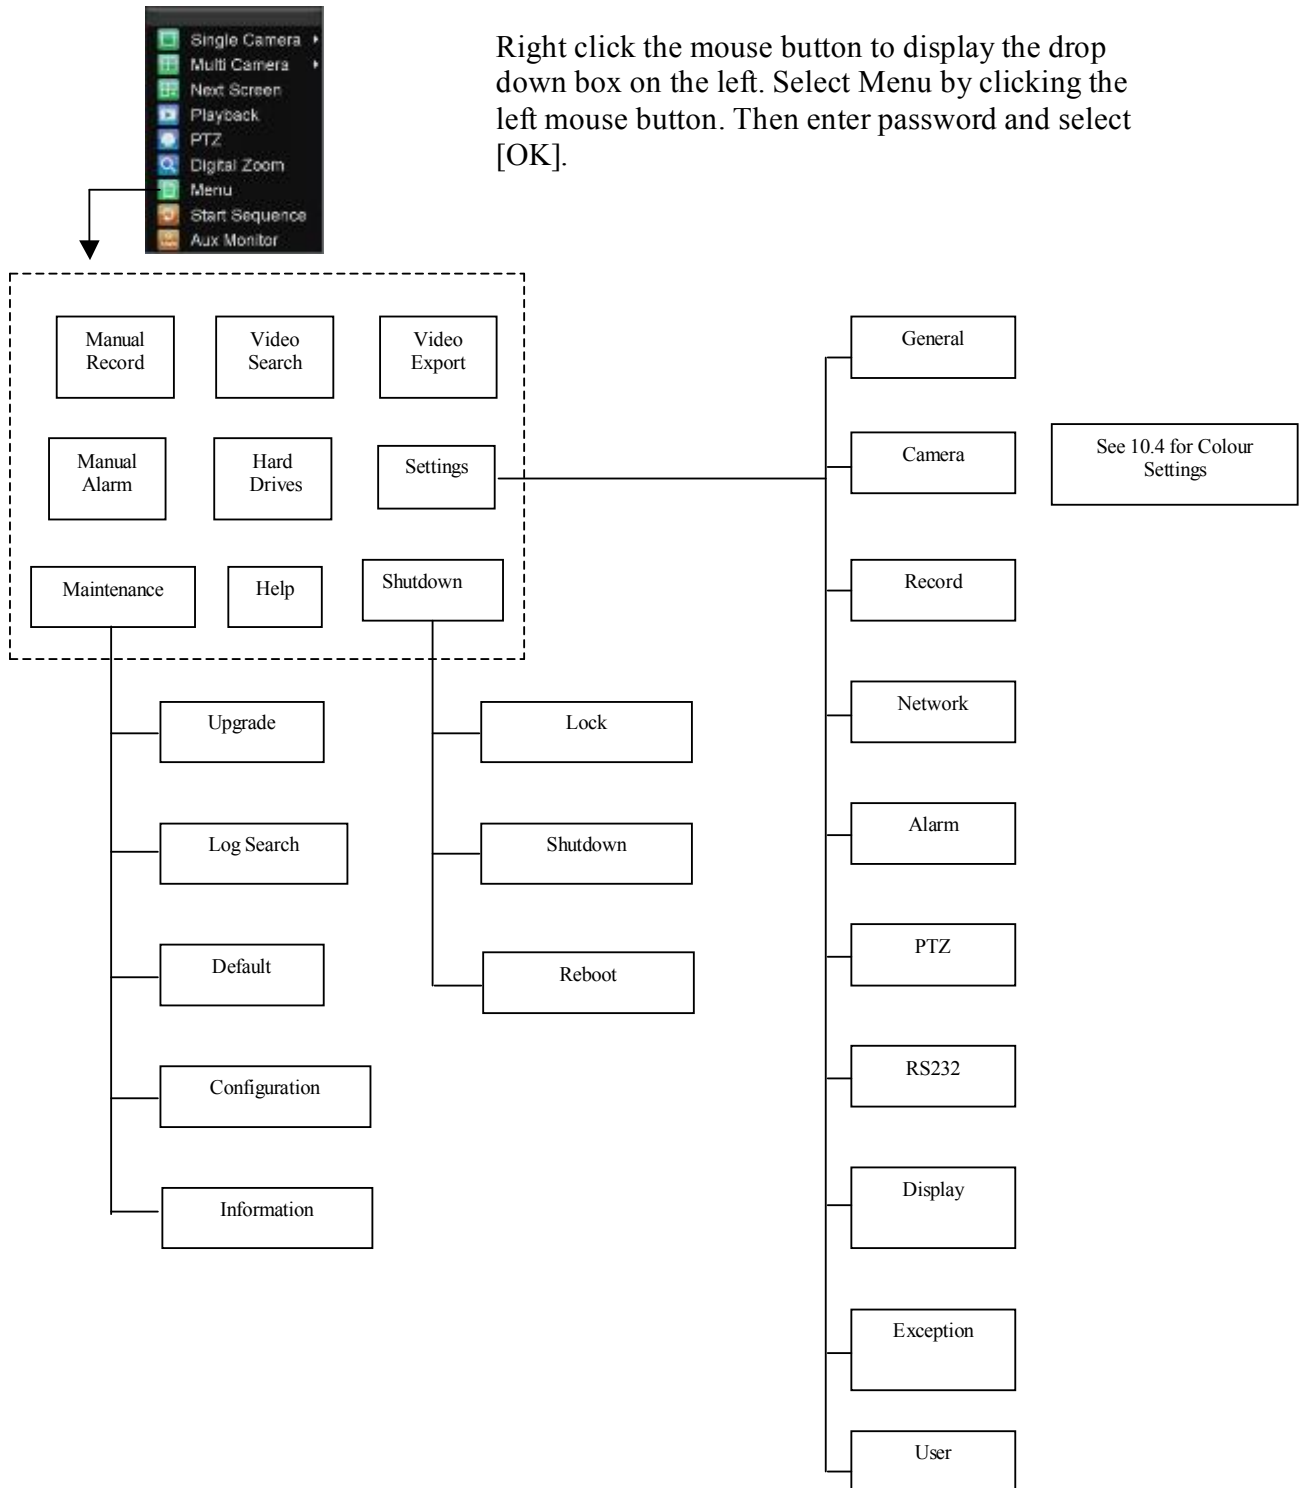 Single Camera
Multi Camera
Next Screen
Playback
PTZ
Digital Zoom
Menu
Start Sequence
Aux Monitor
Right click the mouse button to display the drop
down box on the left. Select Menu by clicking the
left mouse button. Then enter password and select
[OK].
Manual
Record
Video
Search
Video
Export
Manual
Alarm
Hard
Drives
Settings
Maintenance
Help
Shutdown
Upgrade
Log Search
Default
Configuration
Information
Lock
Shutdown
Reboot
General
Camera
See 10.4 for Colour
Settings
Record
Network
Alarm
PTZ
RS232
Display
Exception
User